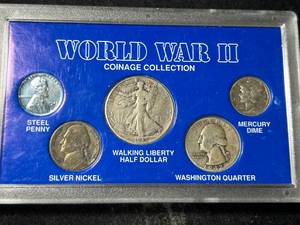 WORLD WAR II
COINAGE COLLECTION
STEEL
PENNY
MERCURY
DIME
WALKING LIBERTY
HALF DOLLAR
SILVER NICKEL
WASHINGTON QUARTER